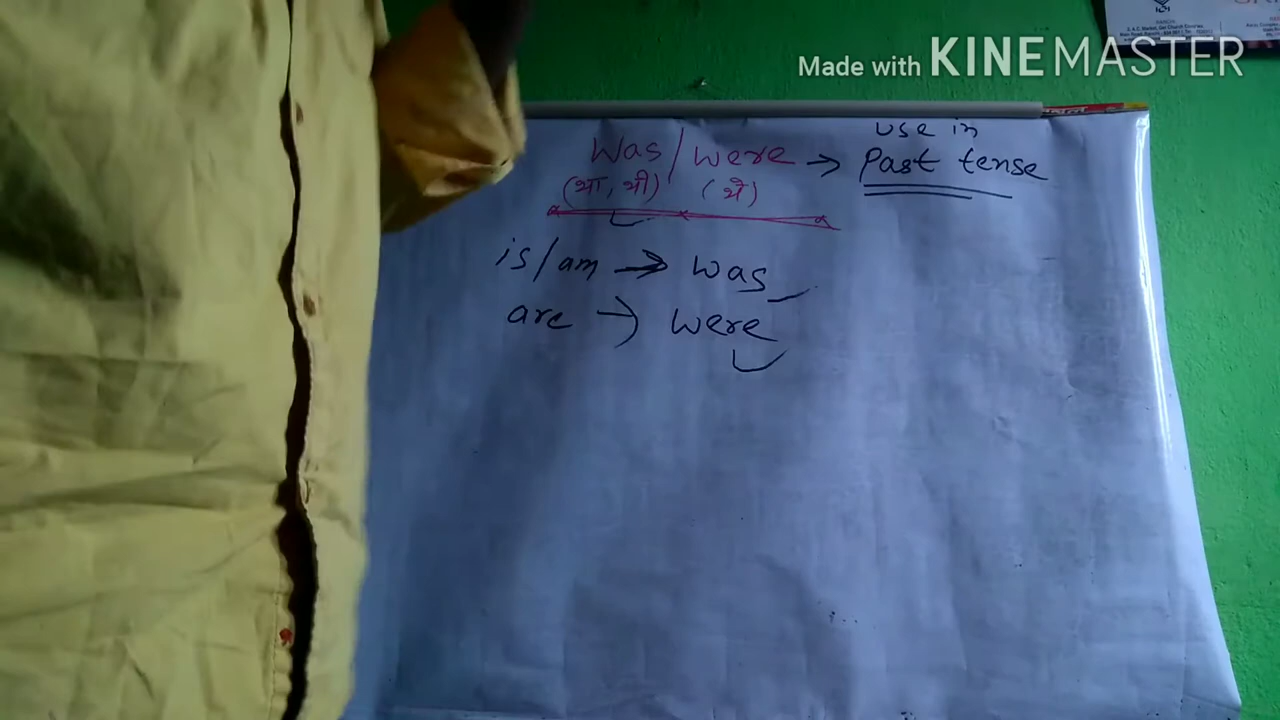 Made with KINEMASTER
use in
Was/were → Past tense
(था, थी) (थे)
is/am → was
are → were